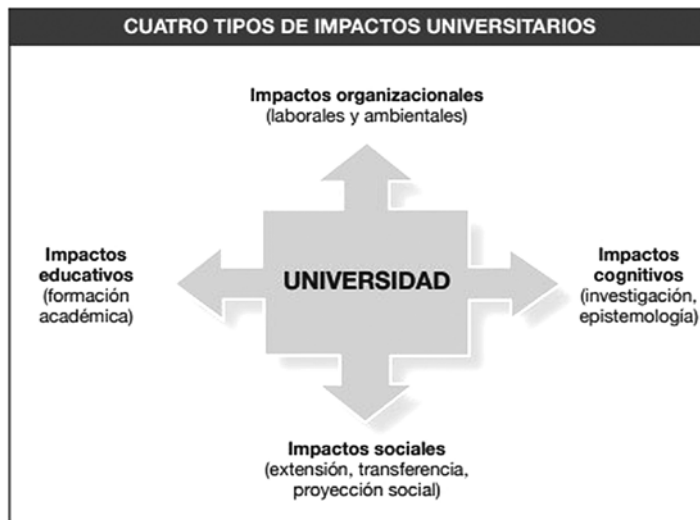 CUATRO TIPOS DE IMPACTOS UNIVERSITARIOS
Impactos organizacionales
(laborales y ambientales)
Impactos
educativos
(formación
académica)
UNIVERSIDAD
Impactos
cognitivos
(investigación,
epistemología)
Impactos sociales
(extensión, transferencia,
proyección social)